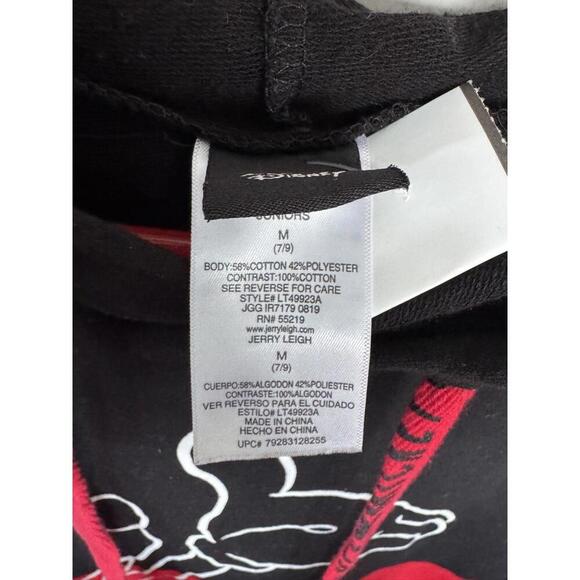 Disney
JUNIORS
M
(7/9)
BODY:58%COTTON 42%POLYESTER
CONTRAST:100%COTTON
SEE REVERSE FOR CARE
STYLE# LT49923A
JGG IR7179 0819
RN# 55219
www.jerryleigh.com
JERRY LEIGH
M
(7/9)
CUERPO:58%ALGODON 42%POLIESTER
CONTRASTE:100%ALGODON
VER REVERSO PARA EL CUIDADO
ESTILO# LT49923A
MADE IN CHINA
HECHO EN CHINA
UPC# 79283128255